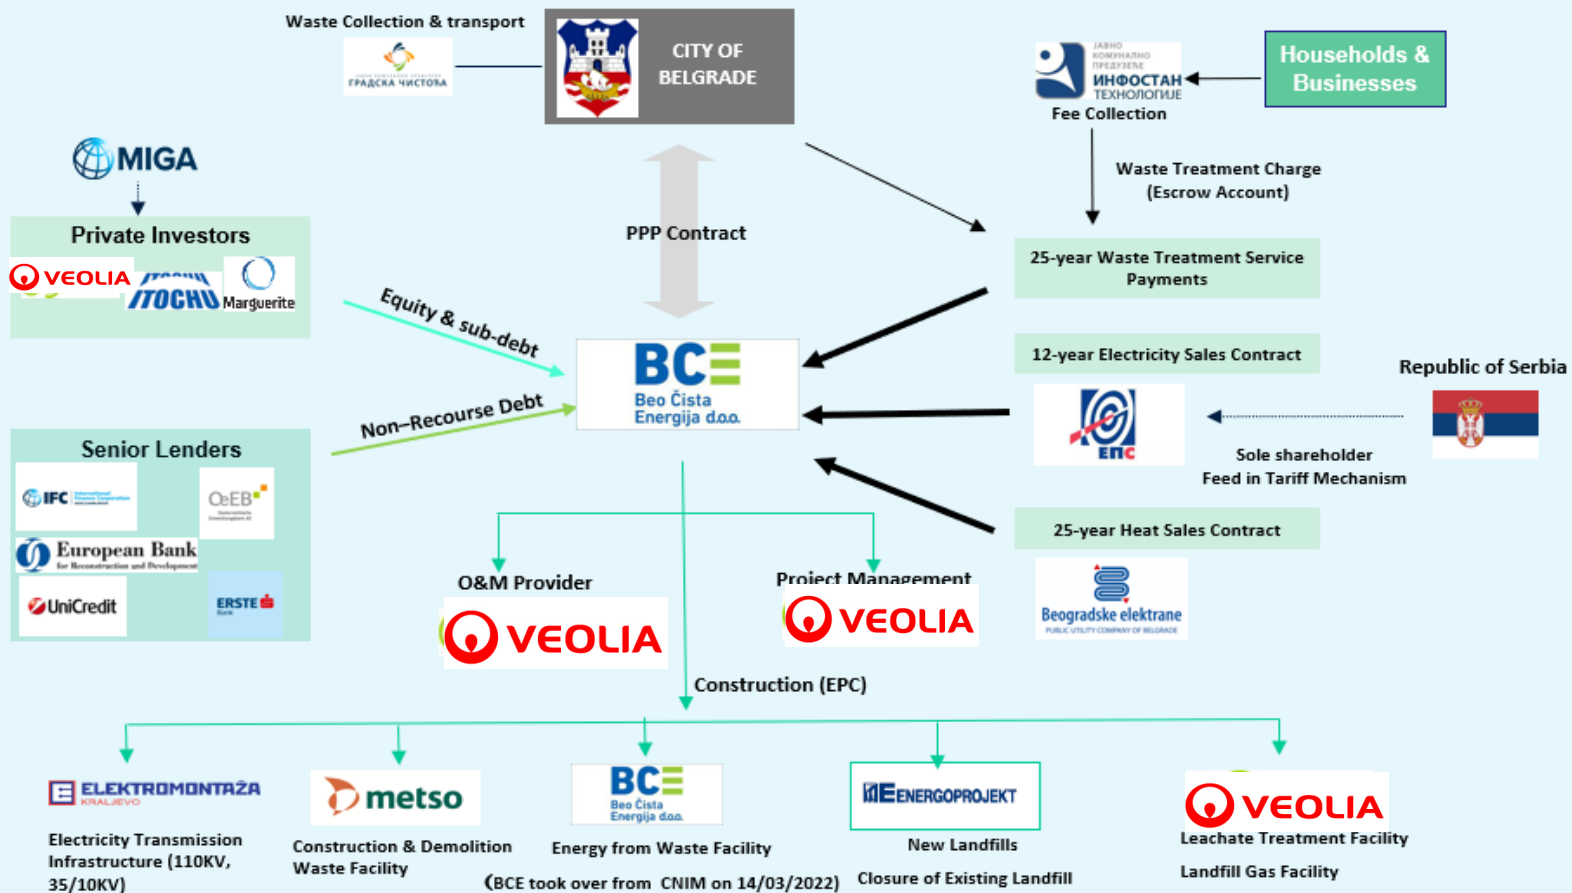 Waste Collection & transport
ГРАДСКА ЧИСТОЋА
CITY OF
BELGRADE
ЈАВНО
КОМУНАЛНО
ПРЕДУЗЕЋЕ
ИНФОСТАН
ТЕХНОЛОГИЈЕ
Fee Collection
Households &
Businesses
MIGA
Waste Treatment Charge
(Escrow Account)
Private Investors
VEOLIA
ITOCHU
Marguerite
PPP Contract
25-year Waste Treatment Service
Payments
Equity & sub-debt
BCE
Beo Čista
Energija d.o.o.
12-year Electricity Sales Contract
ЕПС
Republic of Serbia
Sole shareholder
Feed in Tariff Mechanism
Non–Recourse Debt
Senior Lenders
IFC
International
Finance Corporation
OeEB
European Bank
for Reconstruction and Development
UniCredit
ERSTE
Bank
25-year Heat Sales Contract
Beogradske elektrane
PUBLIC UTILITY COMPANY OF BELGRADE
O&M Provider
VEOLIA
Project Management
VEOLIA
Construction (EPC)
ELEKTROMONTAŽA
KRALJEVO
Electricity Transmission
Infrastructure (110KV,
35/10KV)
metso
Construction & Demolition
Waste Facility
BCE
Beo Čista
Energija d.o.o.
Energy from Waste Facility
(BCE took over from CNIM on 14/03/2022)
ENERGOPROJEKT
New Landfills
Closure of Existing Landfill
VEOLIA
Leachate Treatment Facility
Landfill Gas Facility